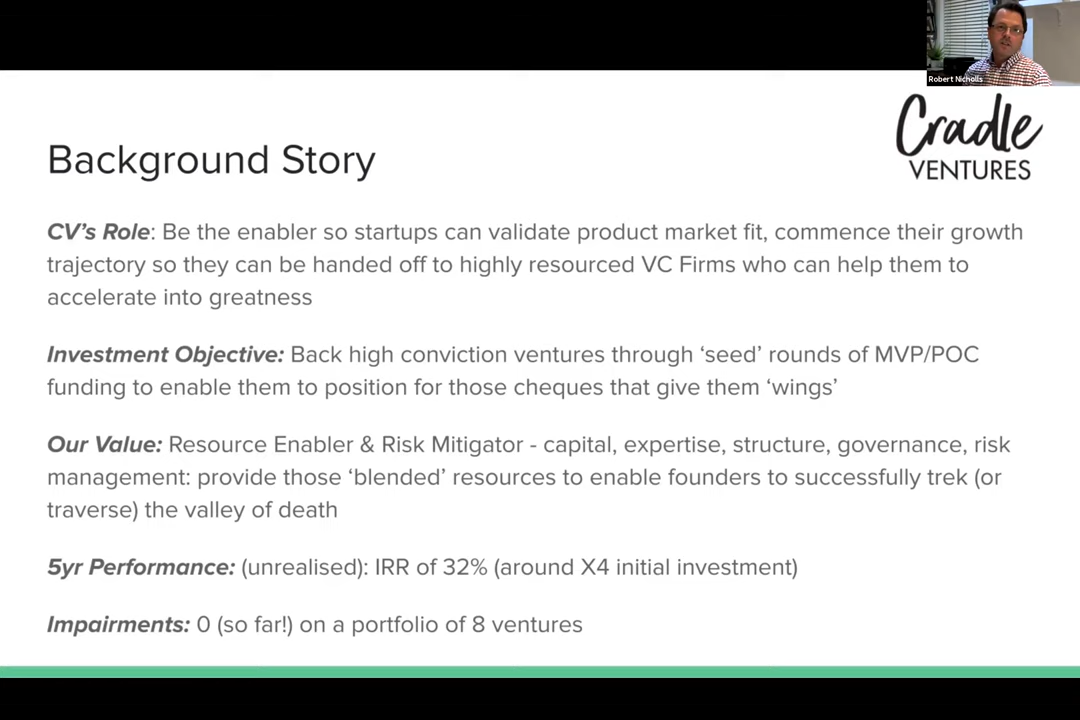 Robert Nicholls
Cradle
VENTURES
Background Story
CV’s Role: Be the enabler so startups can validate product market fit, commence their growth
trajectory so they can be handed off to highly resourced VC Firms who can help them to
accelerate into greatness
Investment Objective: Back high conviction ventures through ‘seed’ rounds of MVP/POC
funding to enable them to position for those cheques that give them ‘wings’
Our Value: Resource Enabler & Risk Mitigator - capital, expertise, structure, governance, risk
management: provide those ‘blended’ resources to enable founders to successfully trek (or
traverse) the valley of death
5yr Performance: (unrealised): IRR of 32% (around X4 initial investment)
Impairments: 0 (so far!) on a portfolio of 8 ventures